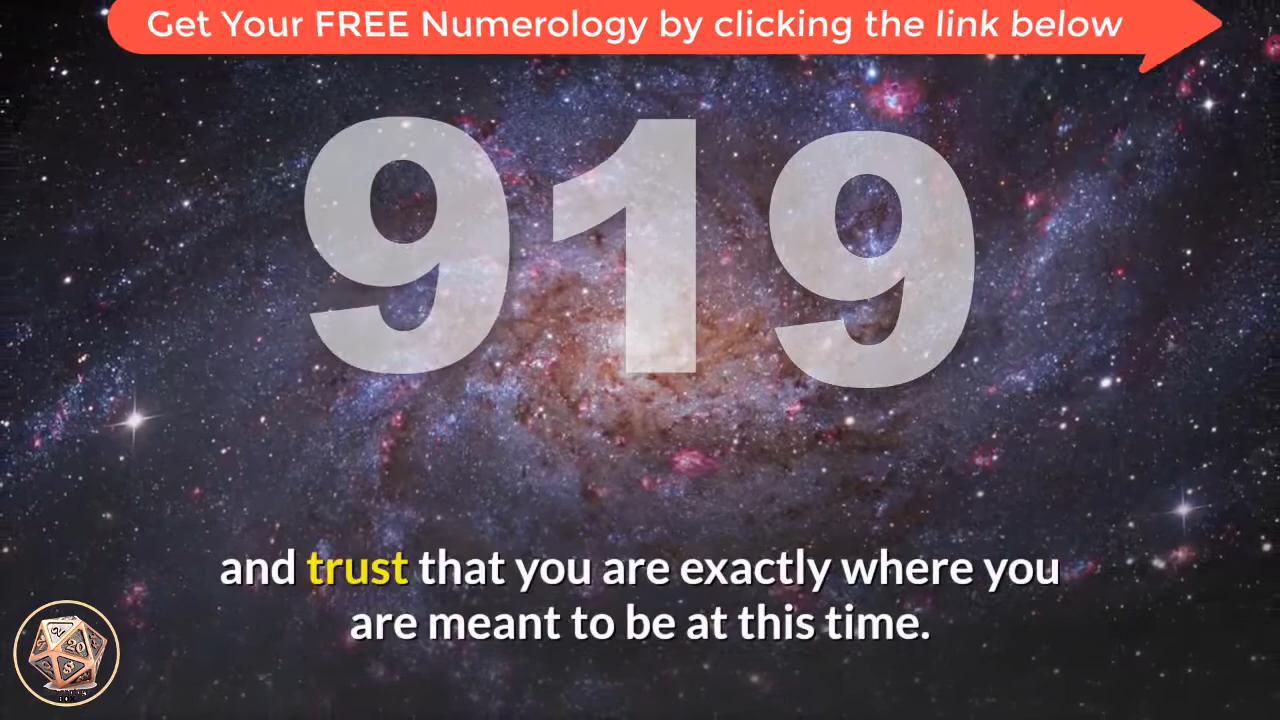 Get Your FREE Numerology by clicking the link below
919
and trust that you are exactly where you
are meant to be at this time.
20